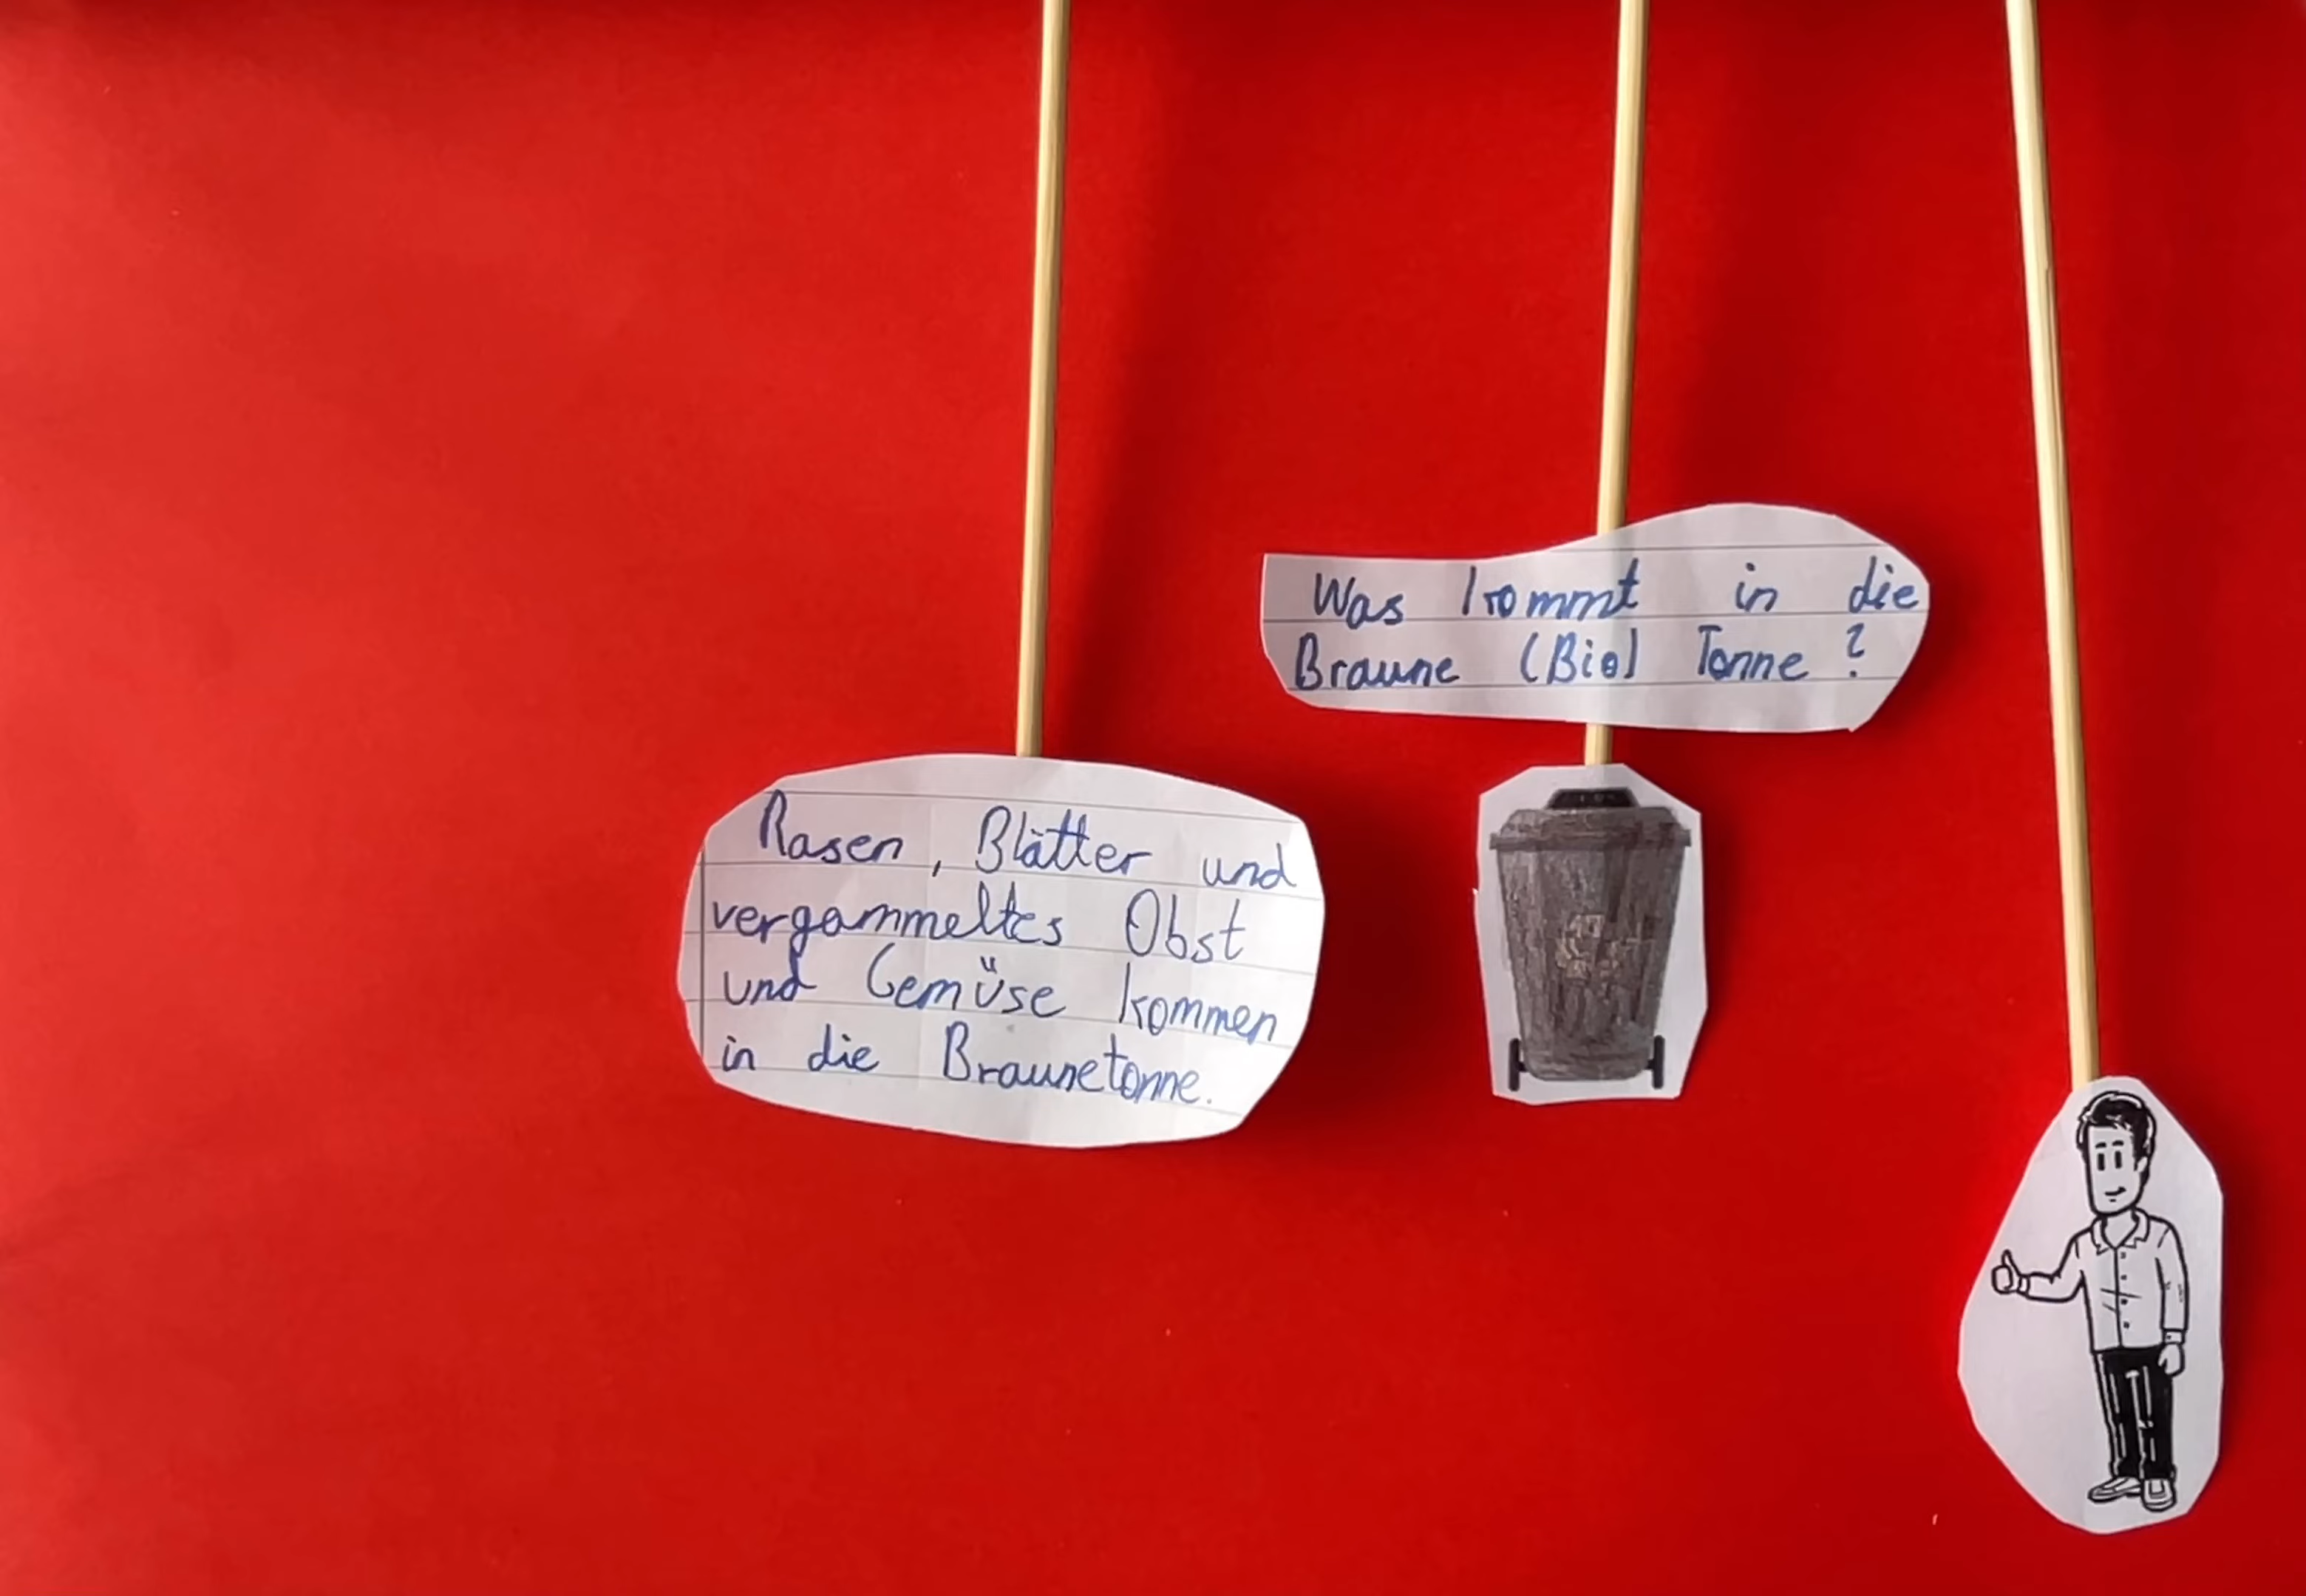 Was kommt in die
Braune (Bio) Tonne?
Rasen, Blätter und
vergammeltes Obst
und Gemüse kommen
in die Braunetonne.